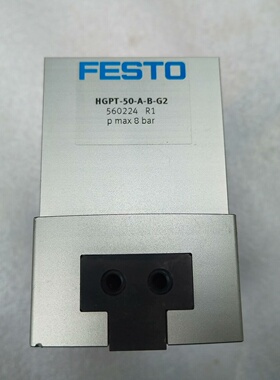 FESTO
HGPT-50-A-B-G2
560224 R1
p max 8 bar